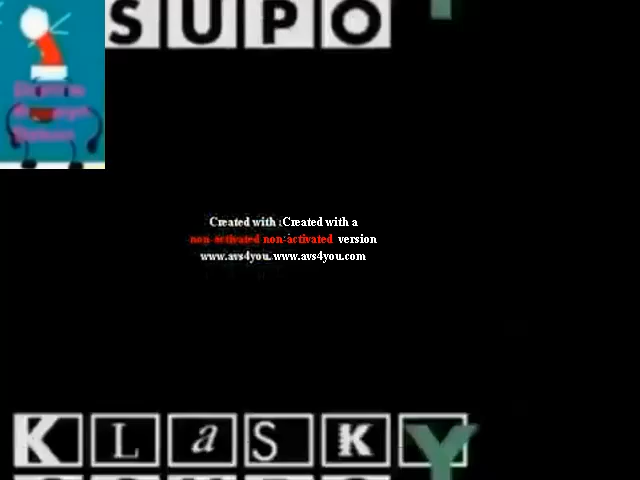 SUPO
Created with :Created with a
non-activated non-activated version
www.avs4you. www.avs4you.com
KLaSKY